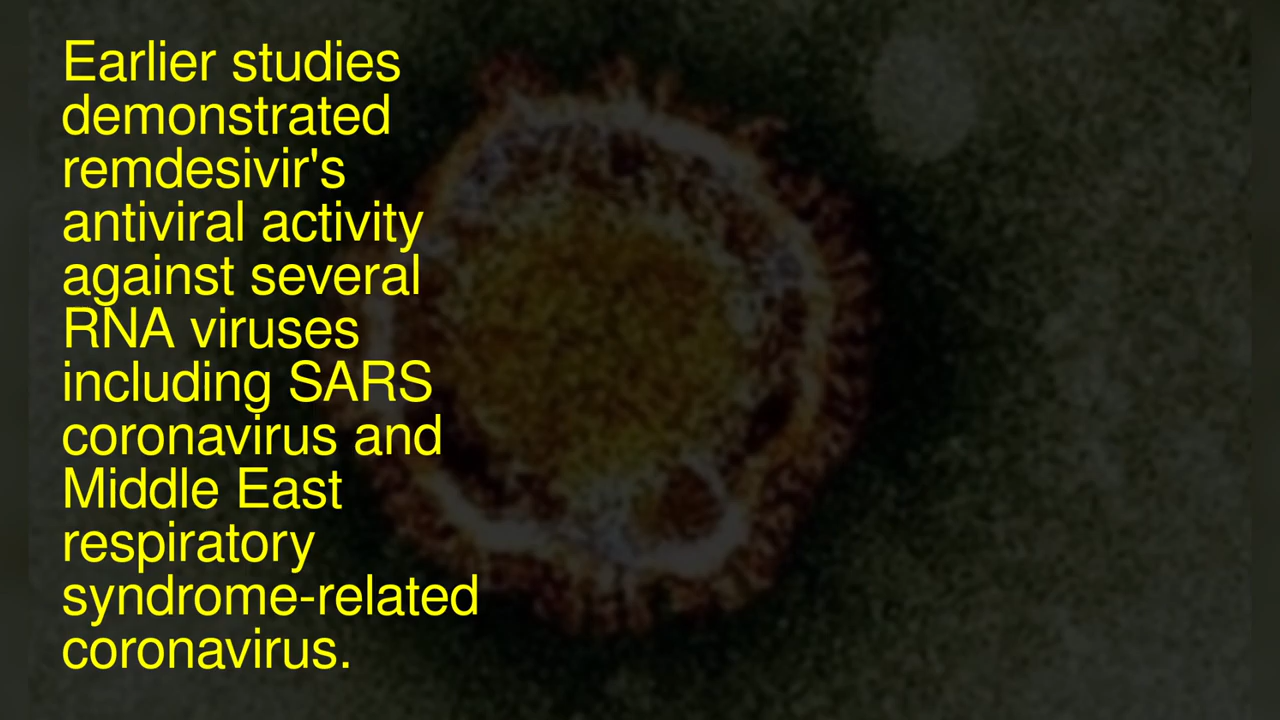 Earlier studies
demonstrated
remdesivir's
antiviral activity
against several
RNA viruses
including SARS
coronavirus and
Middle East
respiratory
syndrome-related
coronavirus.